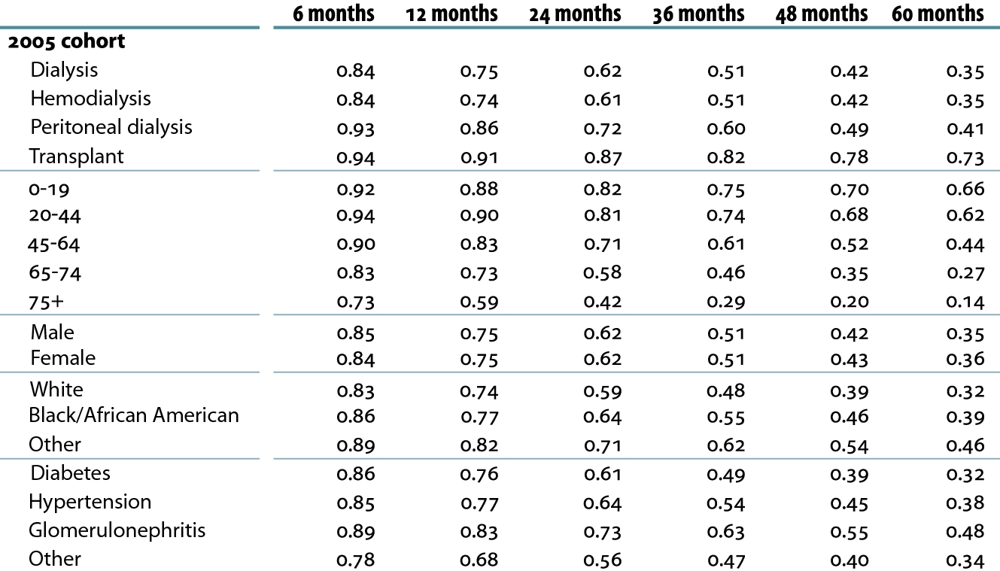 6 months 12 months 24 months 36 months 48 months 60 months
2005 cohort
Dialysis 0.84 0.75 0.62 0.51 0.42 0.35
Hemodialysis 0.84 0.74 0.61 0.51 0.42 0.35
Peritoneal dialysis 0.93 0.86 0.72 0.60 0.49 0.41
Transplant 0.94 0.91 0.87 0.82 0.78 0.73
0-19 0.92 0.88 0.82 0.75 0.70 0.66
20-44 0.94 0.90 0.81 0.74 0.68 0.62
45-64 0.90 0.83 0.71 0.61 0.52 0.44
65-74 0.83 0.73 0.58 0.46 0.35 0.27
75+ 0.73 0.59 0.42 0.29 0.20 0.14
Male 0.85 0.75 0.62 0.51 0.42 0.35
Female 0.84 0.75 0.62 0.51 0.43 0.36
White 0.83 0.74 0.59 0.48 0.39 0.32
Black/African American 0.86 0.77 0.64 0.55 0.46 0.39
Other 0.89 0.82 0.71 0.62 0.54 0.46
Diabetes 0.86 0.76 0.61 0.49 0.39 0.32
Hypertension 0.85 0.77 0.64 0.54 0.45 0.38
Glomerulonephritis 0.89 0.83 0.73 0.63 0.55 0.48
Other 0.78 0.68 0.56 0.47 0.40 0.34